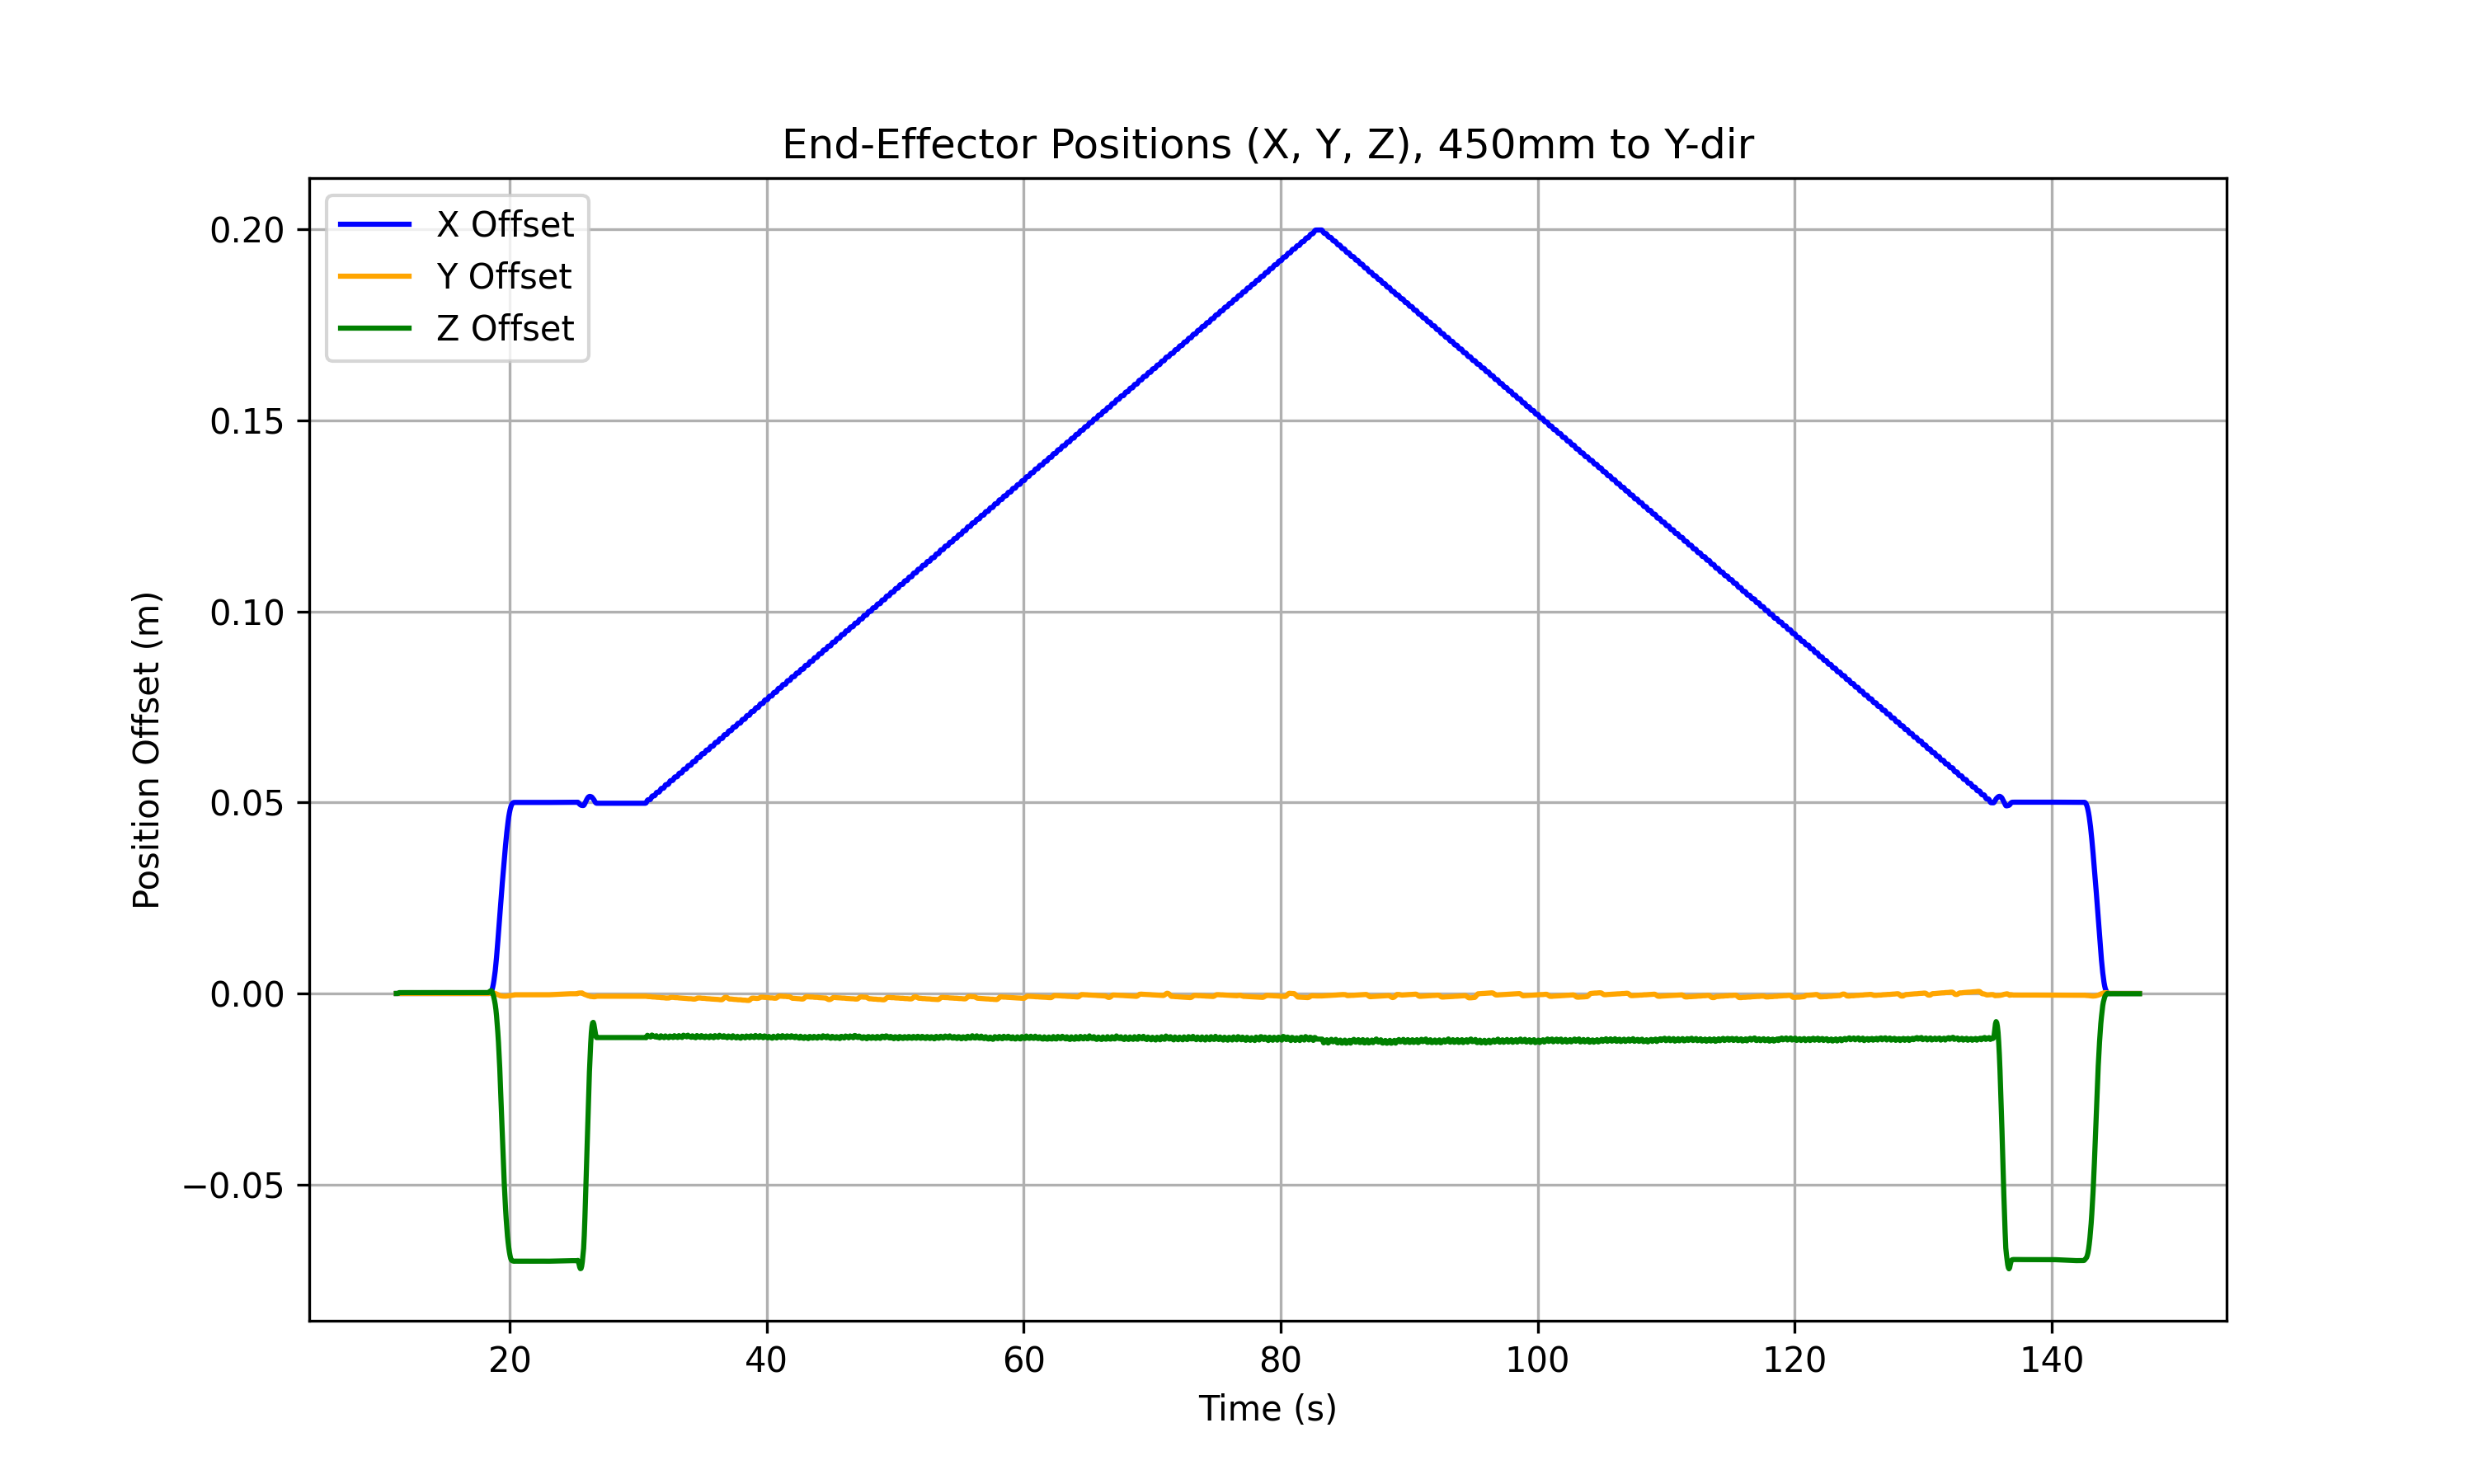 End-Effector Positions (X, Y, Z), 450mm to Y-dir
X Offset
Y Offset
Z Offset
0.20
0.15
0.10
0.05
0.00
−0.05
Position Offset (m)
20 40 60 80 100 120 140
Time (s)